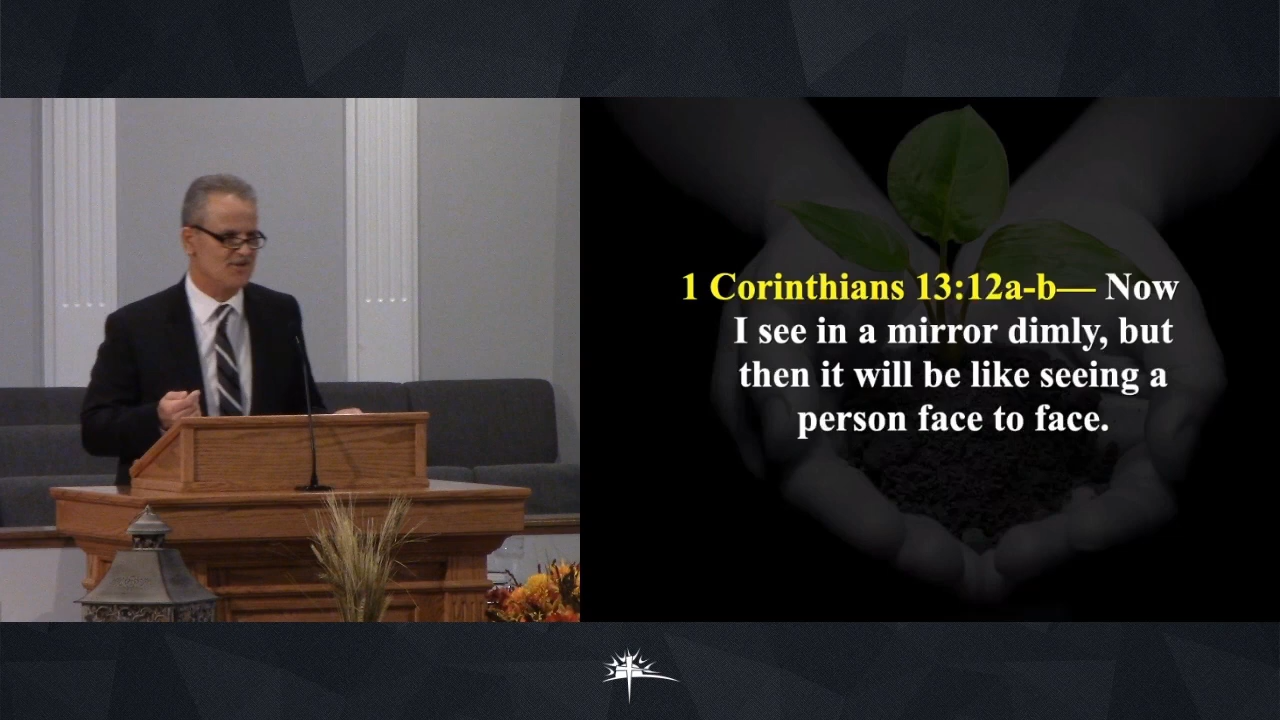 1 Corinthians 13:12a-b— Now
I see in a mirror dimly, but
then it will be like seeing a
person face to face.